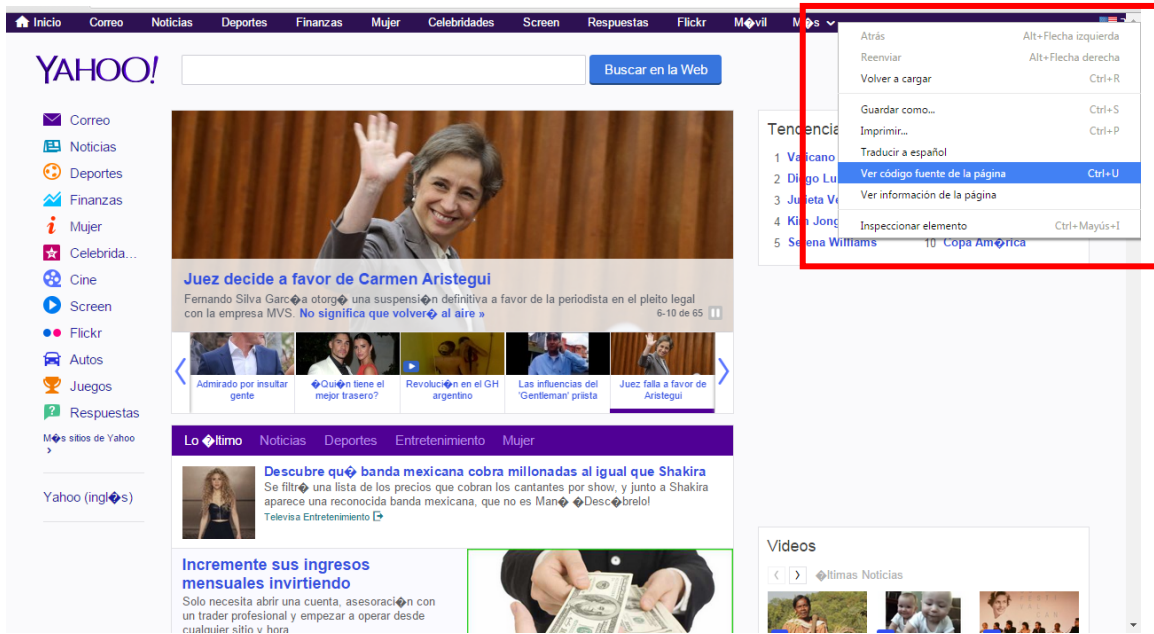 Inicio Correo Noticias Deportes Finanzas Mujer Celebridades Screen Respuestas Flickr M�vil M�s
YAHOO!
Buscar en la Web
Correo
Noticias
Deportes
Finanzas
Mujer
Celebrida...
Cine
Screen
Flickr
Autos
Juegos
Respuestas
M�s sitios de Yahoo
>
Yahoo (ingl�s)
Juez decide a favor de Carmen Aristegui
Fernando Silva Garc�a otorg� una suspensi�n definitiva a favor de la periodista en el pleito legal
con la empresa MVS. No significa que volver� al aire »
6-10 de 65
Admirado por insultar
gente
�Qui�n tiene el
mejor trasero?
Revoluci�n en el GH
argentino
Las influencias del
'Gentleman' priista
Juez falla a favor de
Aristegui
Lo �ltimo Noticias Deportes Entretenimiento Mujer
Descubre qu� banda mexicana cobra millonadas al igual que Shakira
Se filtr� una lista de los precios que cobran los cantantes por show, y junto a Shakira
aparece una reconocida banda mexicana, que no es Man� �Desc�brelo!
Televisa Entretenimiento
Incremente sus ingresos
mensuales invirtiendo
Solo necesita abrir una cuenta, asesoraci�n con
un trader profesional y empezar a operar desde
cualquier sitio y hora
Atrás Alt+Flecha izquierda
Reenviar Alt+Flecha derecha
Volver a cargar Ctrl+R
Guardar como... Ctrl+S
Imprimir... Ctrl+P
Traducir a español
Ver código fuente de la página Ctrl+U
Ver información de la página
Inspeccionar elemento Ctrl+Mayús+I
1 Vaticano
2
3
4
5 Serena Williams 10 Copa Am�rica
Videos
�ltimas Noticias